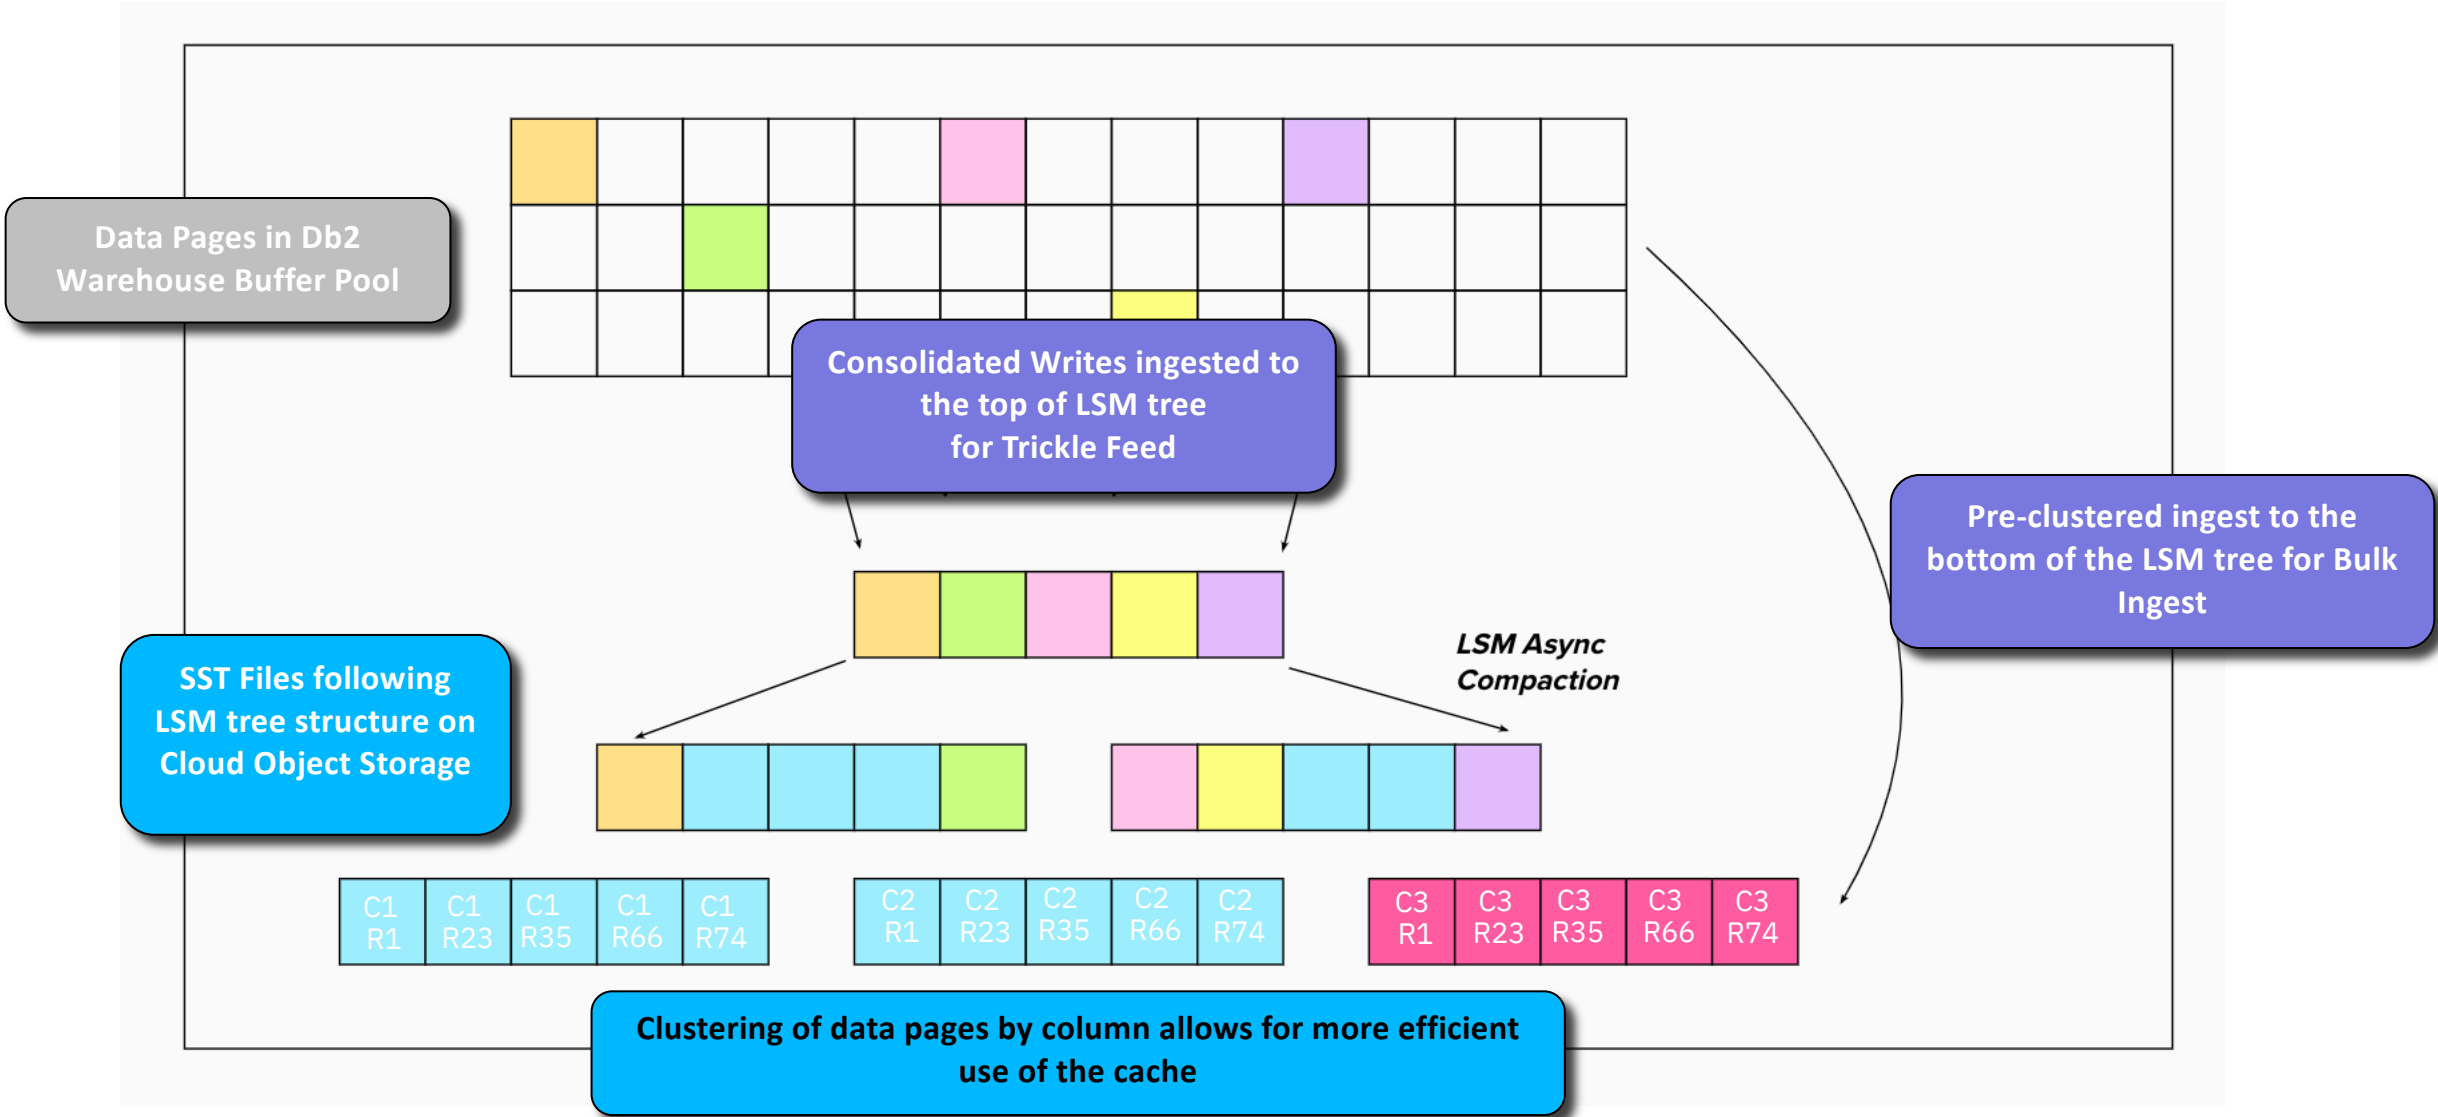 Data Pages in Db2
Warehouse Buffer Pool
Consolidated Writes ingested to
the top of LSM tree
for Trickle Feed
Pre-clustered ingest to the
bottom of the LSM tree for Bulk
Ingest
LSM Async
Compaction
SST Files following
LSM tree structure on
Cloud Object Storage
C1 C1 C1 C1 C1 C2 C2 C2 C2 C2 C3 C3 C3 C3 C3
R1 R23 R35 R66 R74 R1 R23 R35 R66 R74 R1 R23 R35 R66 R74
Clustering of data pages by column allows for more efficient
use of the cache